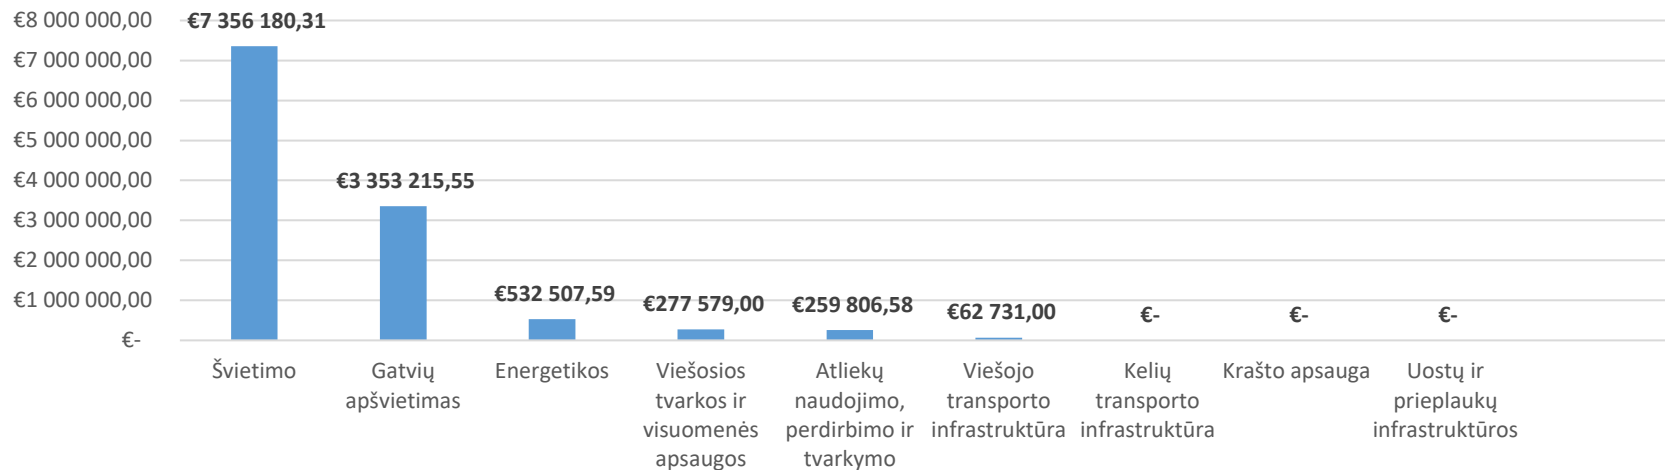 €8 000 000,00
€7 000 000,00
€6 000 000,00
€5 000 000,00
€4 000 000,00
€3 000 000,00
€2 000 000,00
€1 000 000,00
€-
€7 356 180,31
€3 353 215,55
€532 507,59
€277 579,00
€259 806,58
€62 731,00
€-
€-
€-
Švietimo
Gatvių
apšvietimas
Energetikos
Viešosios
tvarkos ir
visuomenės
apsaugos
Atliekų
naudojimo,
perdirbimo ir
tvarkymo
Viešojo
transporto
infrastruktūra
Kelių
transporto
infrastruktūra
Krašto apsauga
Uostų ir
prieplaukų
infrastruktūros